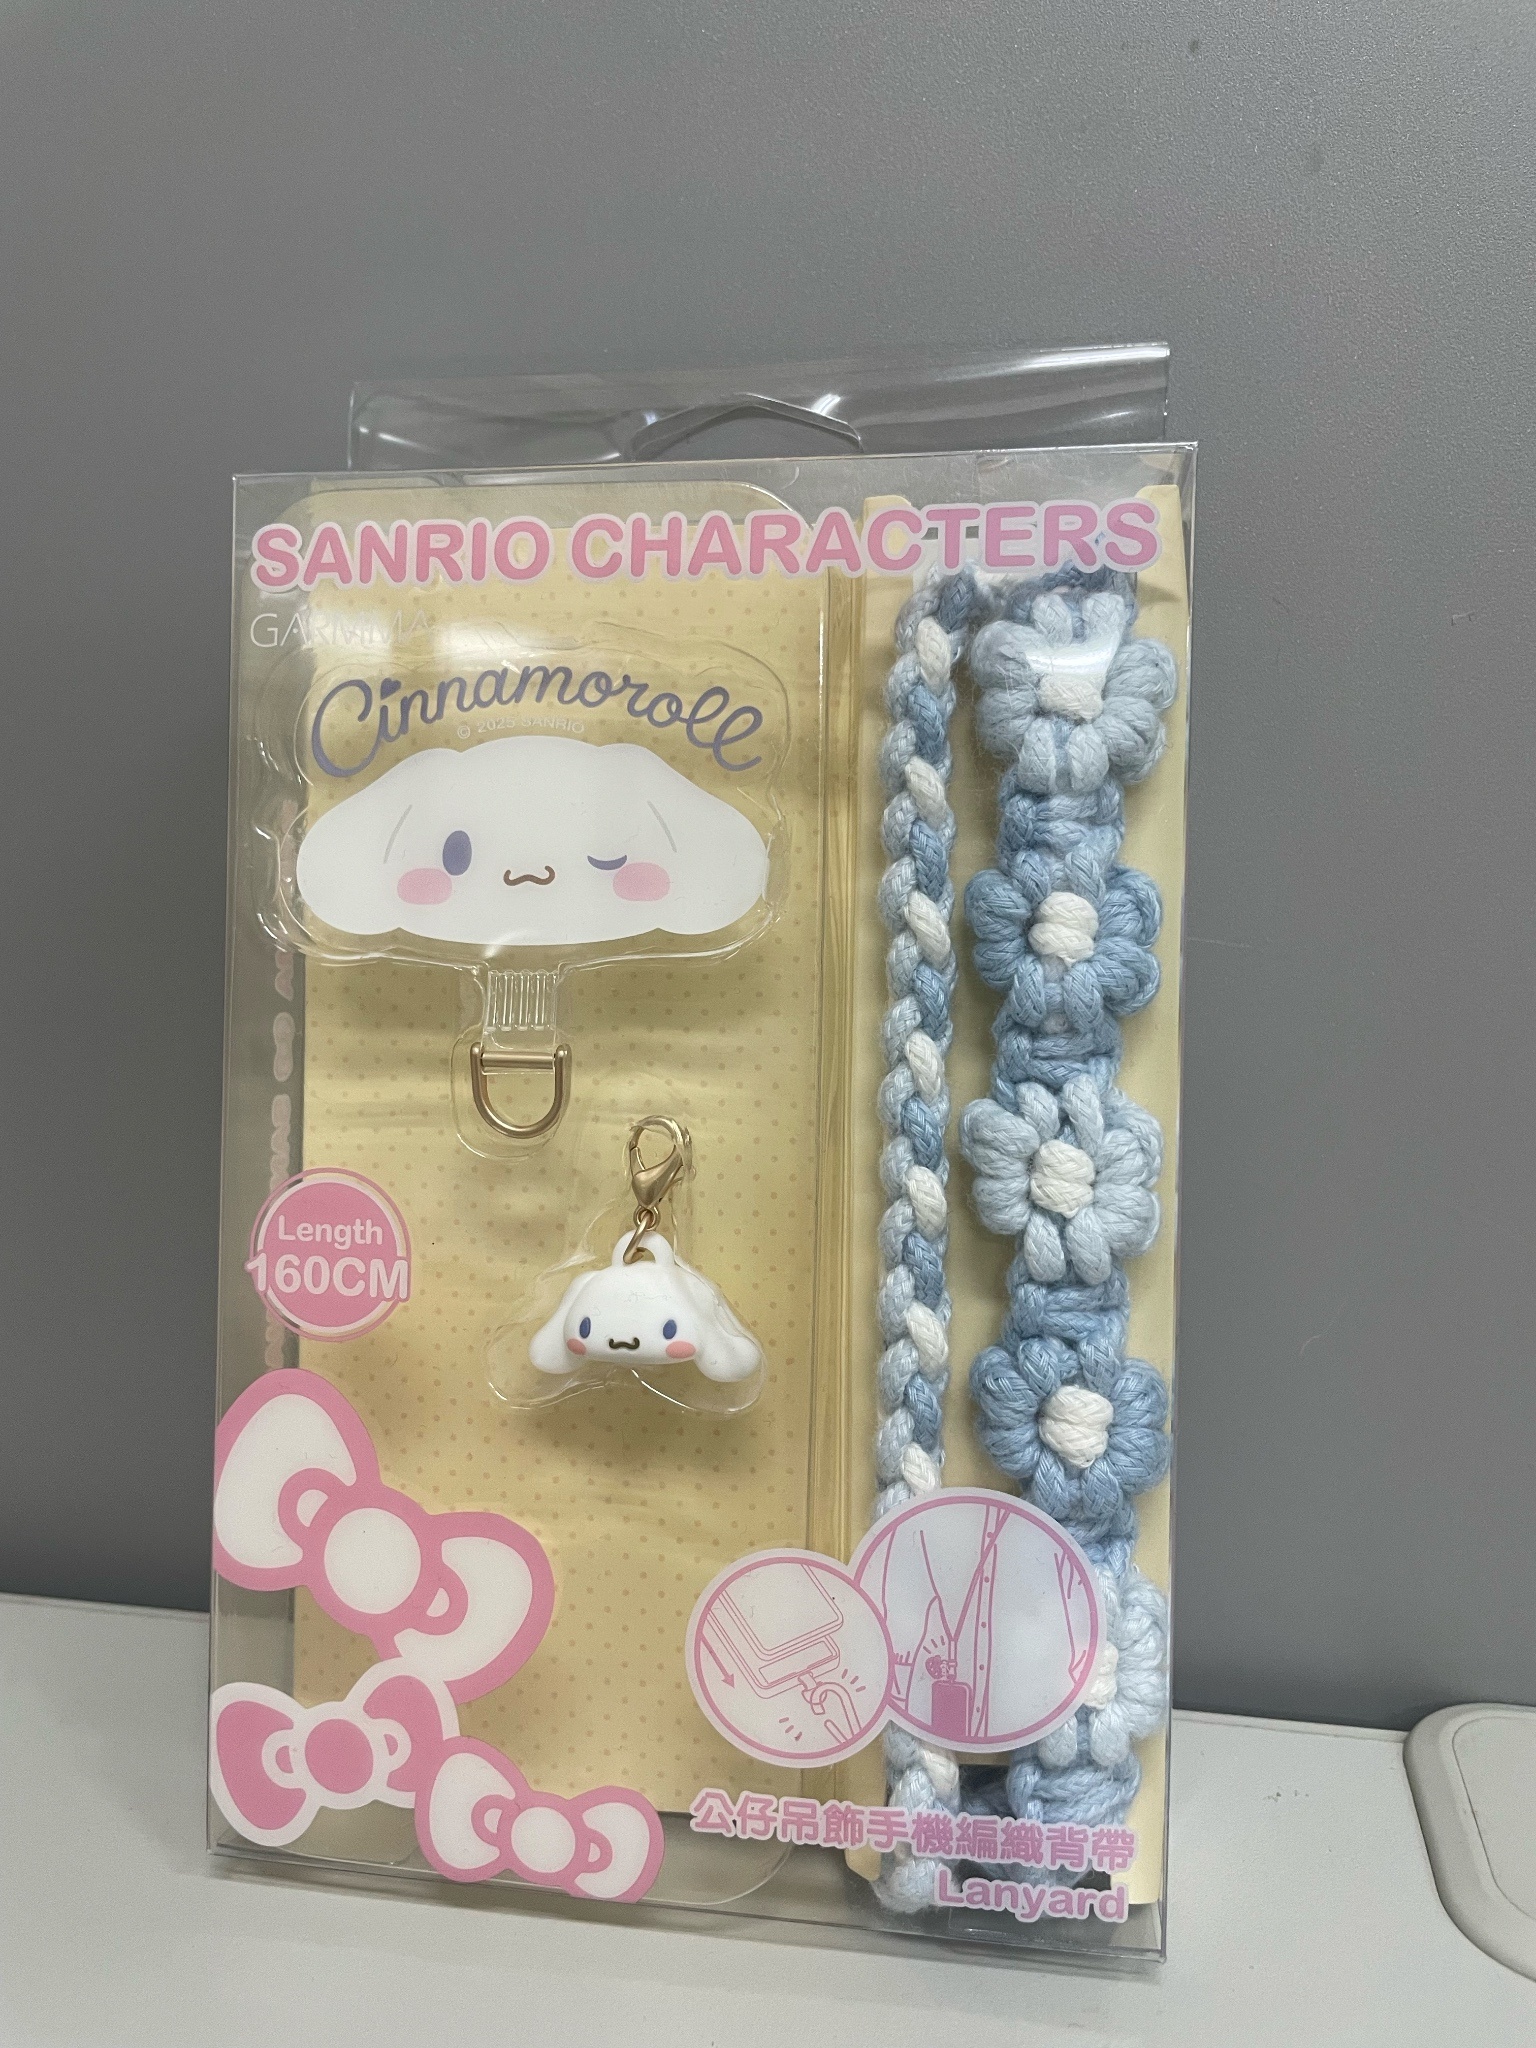 SANRIO CHARACTERS
GARMMA
Cinnamoroll
© 2025 SANRIO
Length
160CM
公仔吊飾手機編織背帶
Lanyard